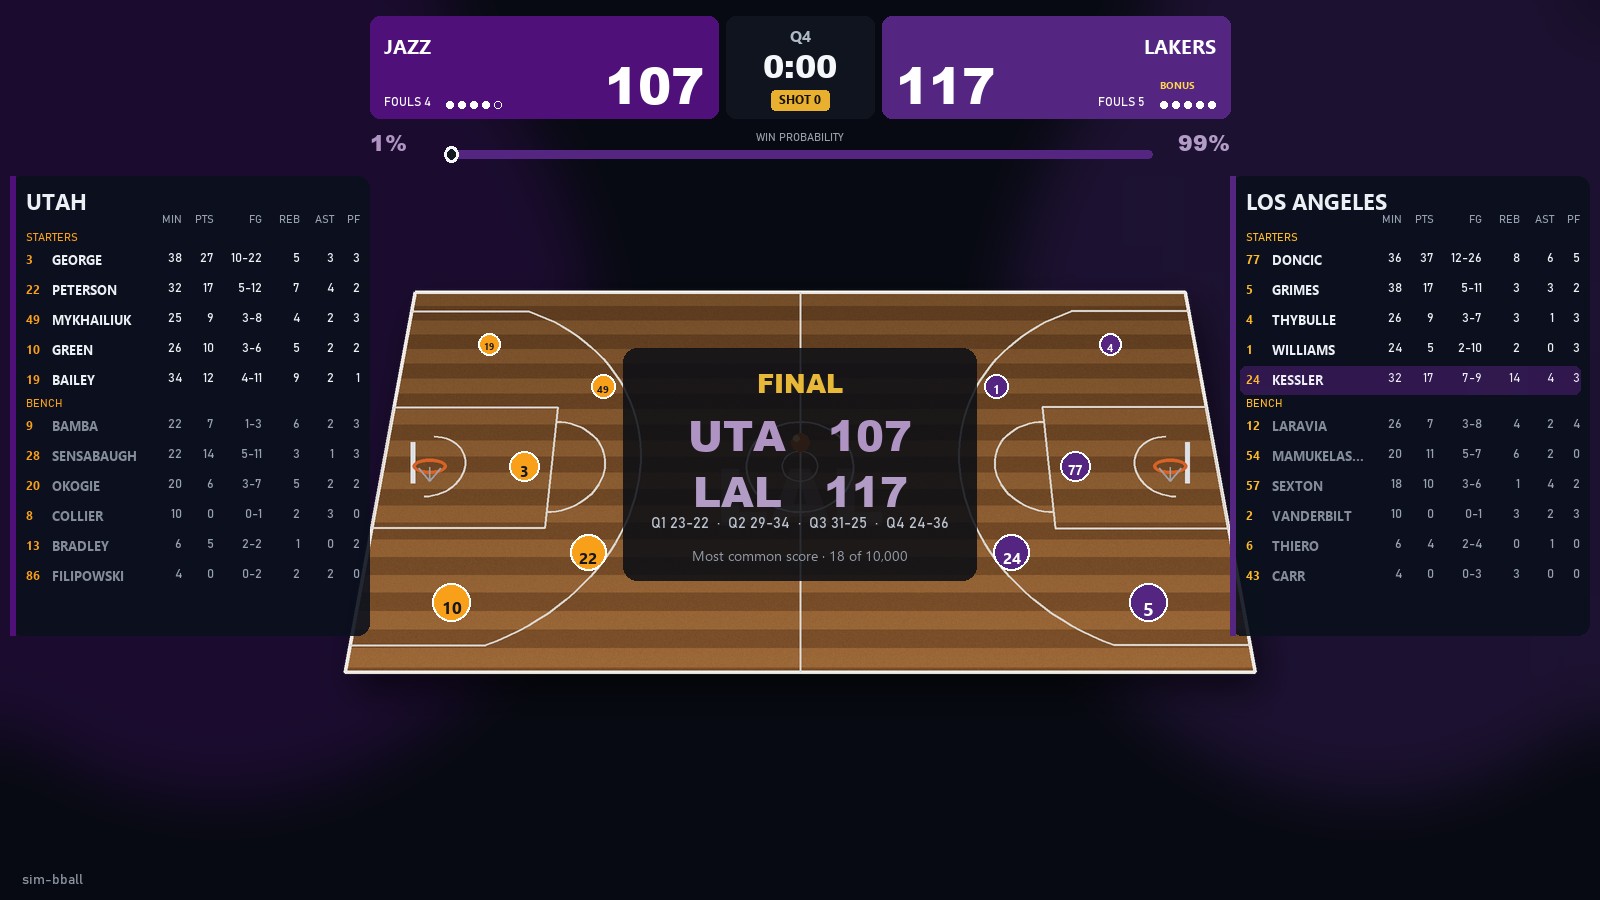 JAZZ
107
FOULS 4
Q4
0:00
SHOT 0
LAKERS
117
BONUS
FOULS 5
1%
WIN PROBABILITY
99%
UTAH
MIN PTS FG REB AST PF
STARTERS
3 GEORGE 38 27 10-22 5 3 3
22 PETERSON 32 17 5-12 7 4 2
49 MYKHAILIUK 25 9 3-8 4 2 3
10 GREEN 26 10 3-6 5 2 2
19 BAILEY 34 12 4-11 9 2 1
BENCH
9 BAMBA 22 7 1-3 6 2 3
28 SENSABAUGH 22 14 5-11 3 1 3
20 OKOGIE 20 6 3-7 5 2 2
8 COLLIER 10 0 0-1 2 3 0
13 BRADLEY 6 5 2-2 1 0 2
86 FILIPOWSKI 4 0 0-2 2 2 0
19
49
3
22
10
FINAL
UTA 107
LAL 117
Q1 23-22 · Q2 29-34 · Q3 31-25 · Q4 24-36
Most common score · 18 of 10,000
4
1
77
24
5
LOS ANGELES
MIN PTS FG REB AST PF
STARTERS
77 DONCIC 36 37 12-26 8 6 5
5 GRIMES 38 17 5-11 3 3 2
4 THYBULLE 26 9 3-7 3 1 3
1 WILLIAMS 24 5 2-10 2 0 3
24 KESSLER 32 17 7-9 14 4 3
BENCH
12 LARAVIA 26 7 3-8 4 2 4
54 MAMUKELAS... 20 11 5-7 6 2 0
57 SEXTON 18 10 3-6 1 4 2
2 VANDERBILT 10 0 0-1 3 2 3
6 THIERO 6 4 2-4 0 1 0
43 CARR 4 0 0-3 3 0 0
sim-bball